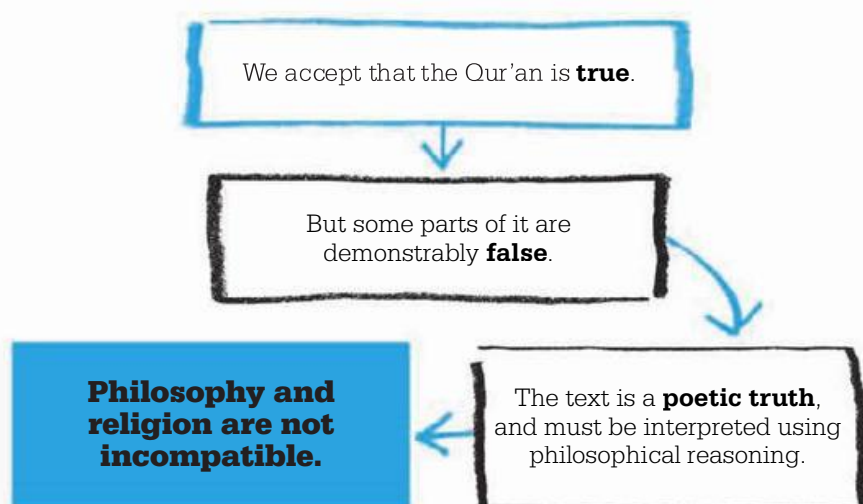 We accept that the Qur’an is true.
But some parts of it are
demonstrably false.
The text is a poetic truth,
and must be interpreted using
philosophical reasoning.
Philosophy and
religion are not
incompatible.